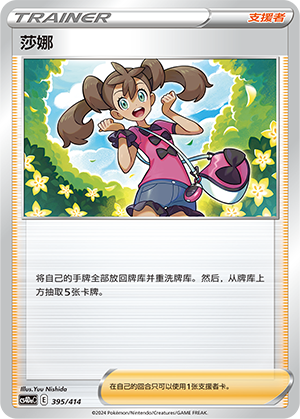 TRAINER 支援者
莎娜
将自己的手牌全部放回牌库并重洗牌库。然后，从牌库上
方抽取5张卡牌。
Illus.Yuu Nishida
E 395/414
在自己的回合只可以使用1张支援者卡。
©2024 Pokémon/Nintendo/Creatures/GAME FREAK.